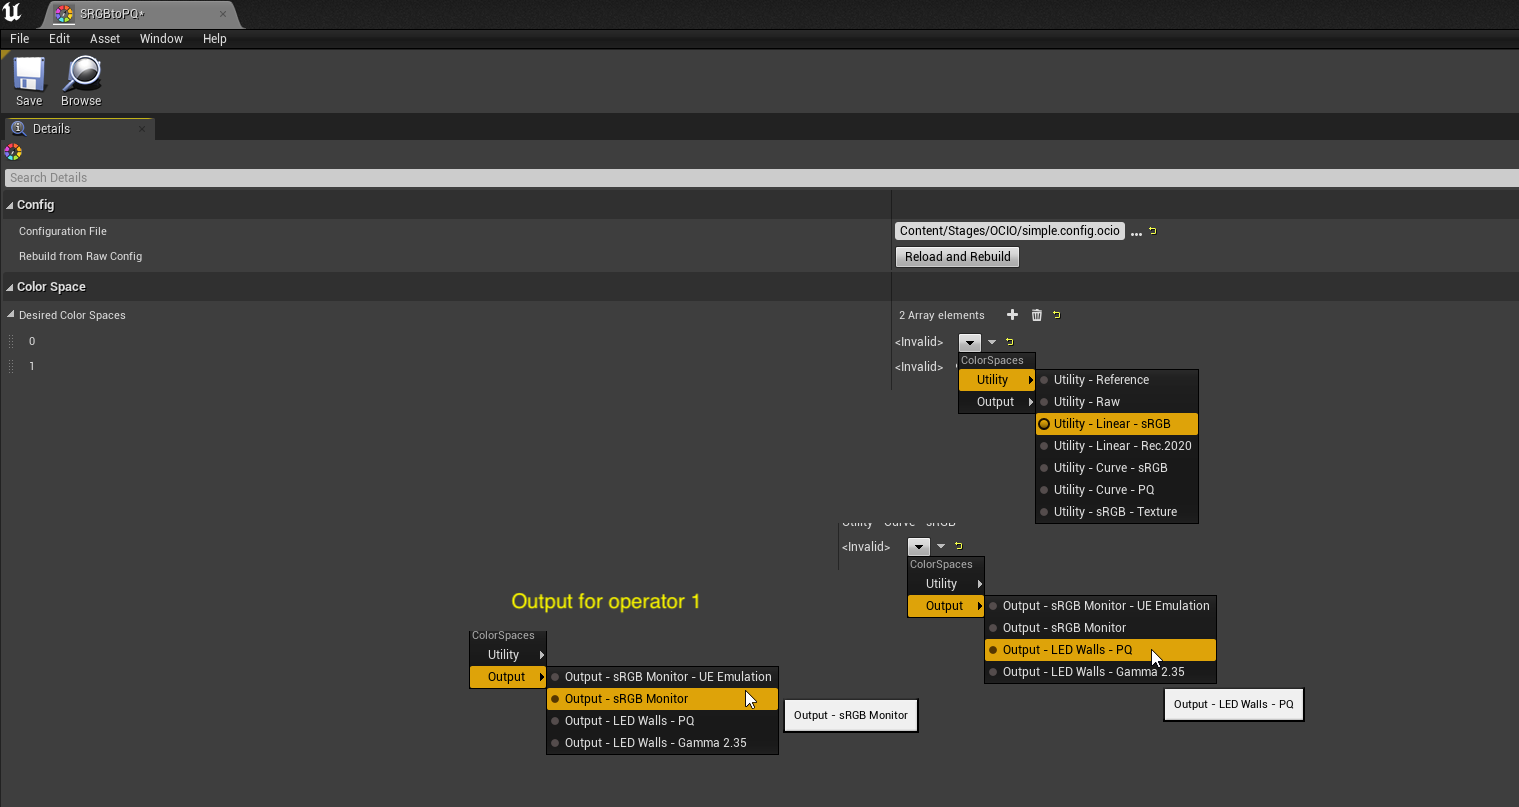 SRGBtoPQ*
File Edit Asset Window Help
Save Browse
Details
Search Details
Config
Configuration File Content/Stages/OCIO/simple.config.ocio ...
Rebuild from Raw Config Reload and Rebuild
Color Space
Desired Color Spaces 2 Array elements
0 <Invalid>
ColorSpaces
1 <Invalid>
Utility Utility - Reference
Output Utility - Raw
Utility - Linear - sRGB
Utility - Linear - Rec.2020
Utility - Curve - sRGB
Utility - Curve - PQ
Utility - sRGB - Texture
Utility - Curve - sRGB
<Invalid>
ColorSpaces
Utility
Output Output - sRGB Monitor - UE Emulation
Output - sRGB Monitor
Output - LED Walls - PQ
Output - LED Walls - Gamma 2.35
Output - LED Walls - PQ
Output for operator 1
ColorSpaces
Utility
Output Output - sRGB Monitor - UE Emulation
Output - sRGB Monitor
Output - LED Walls - PQ
Output - LED Walls - Gamma 2.35
Output - sRGB Monitor